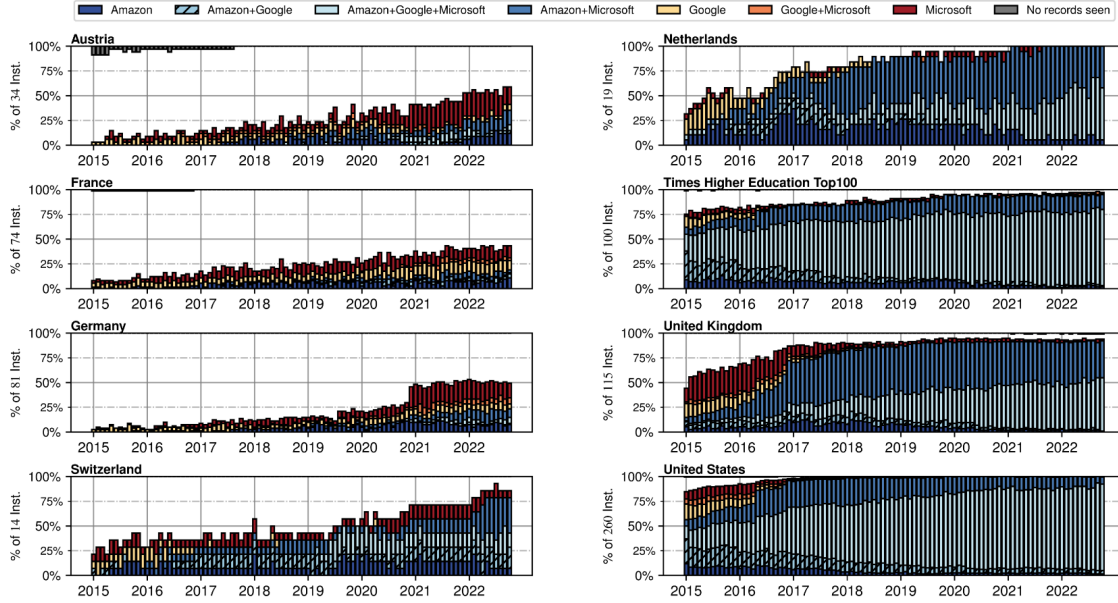 Amazon Amazon+Google Amazon+Google+Microsoft Amazon+Microsoft Google Google+Microsoft Microsoft No records seen
Austria
% of 34 Inst.
100%
75%
50%
25%
0%
2015 2016 2017 2018 2019 2020 2021 2022
Netherlands
% of 19 Inst.
100%
75%
50%
25%
0%
2015 2016 2017 2018 2019 2020 2021 2022
France
% of 74 Inst.
100%
75%
50%
25%
0%
2015 2016 2017 2018 2019 2020 2021 2022
Times Higher Education Top100
% of 100 Inst.
100%
75%
50%
25%
0%
2015 2016 2017 2018 2019 2020 2021 2022
Germany
% of 81 Inst.
100%
75%
50%
25%
0%
2015 2016 2017 2018 2019 2020 2021 2022
United Kingdom
% of 115 Inst.
100%
75%
50%
25%
0%
2015 2016 2017 2018 2019 2020 2021 2022
Switzerland
% of 14 Inst.
100%
75%
50%
25%
0%
2015 2016 2017 2018 2019 2020 2021 2022
United States
% of 260 Inst.
100%
75%
50%
25%
0%
2015 2016 2017 2018 2019 2020 2021 2022